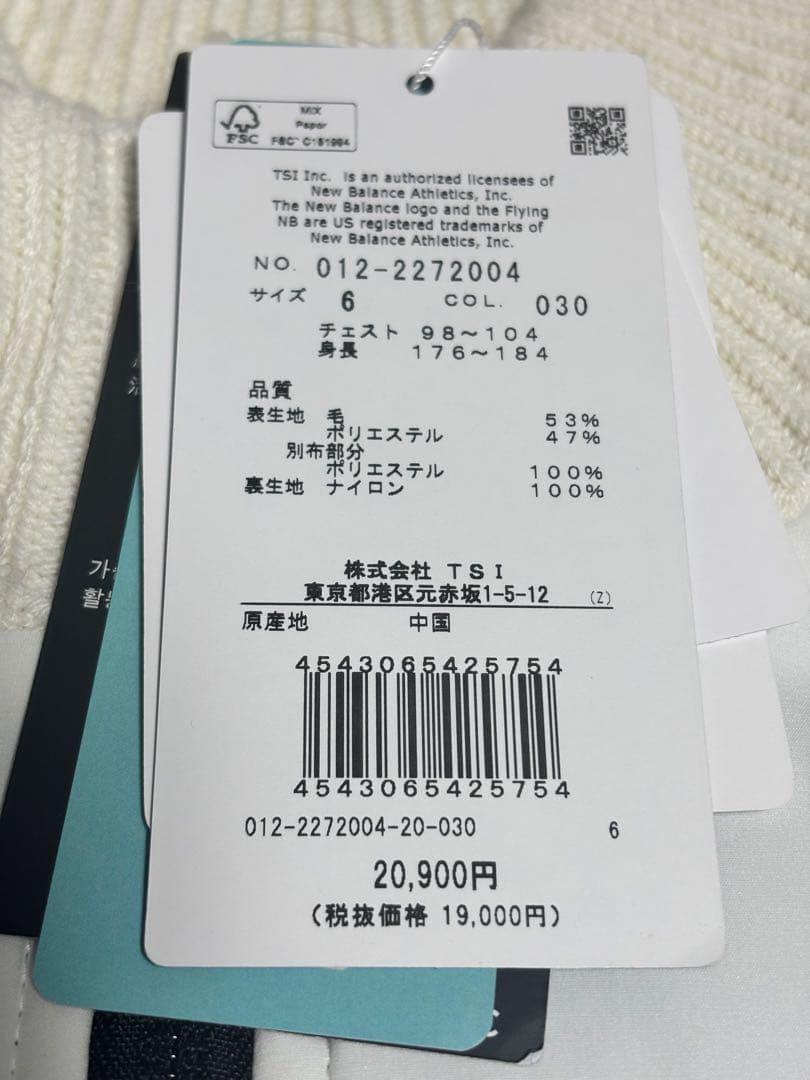 FSC
MIX
Paper
FSC™ C151994
TSI Inc. is an authorized licensees of
New Balance Athletics, Inc.
The New Balance logo and the Flying
NB are US registered trademarks of
New Balance Athletics, Inc.
NO. 012-2272004
サイズ 6 COL. 030
チェスト 98～104
身長 176～184
品質
表生地 毛 53%
ポリエステル 47%
別布部分
ポリエステル 100%
裏生地 ナイロン 100%
株式会社 TSI
東京都港区元赤坂1-5-12 (Z)
原産地 中国
4543065425754
4543065425754
012-2272004-20-030 6
20,900円
(税抜価格 19,000円)